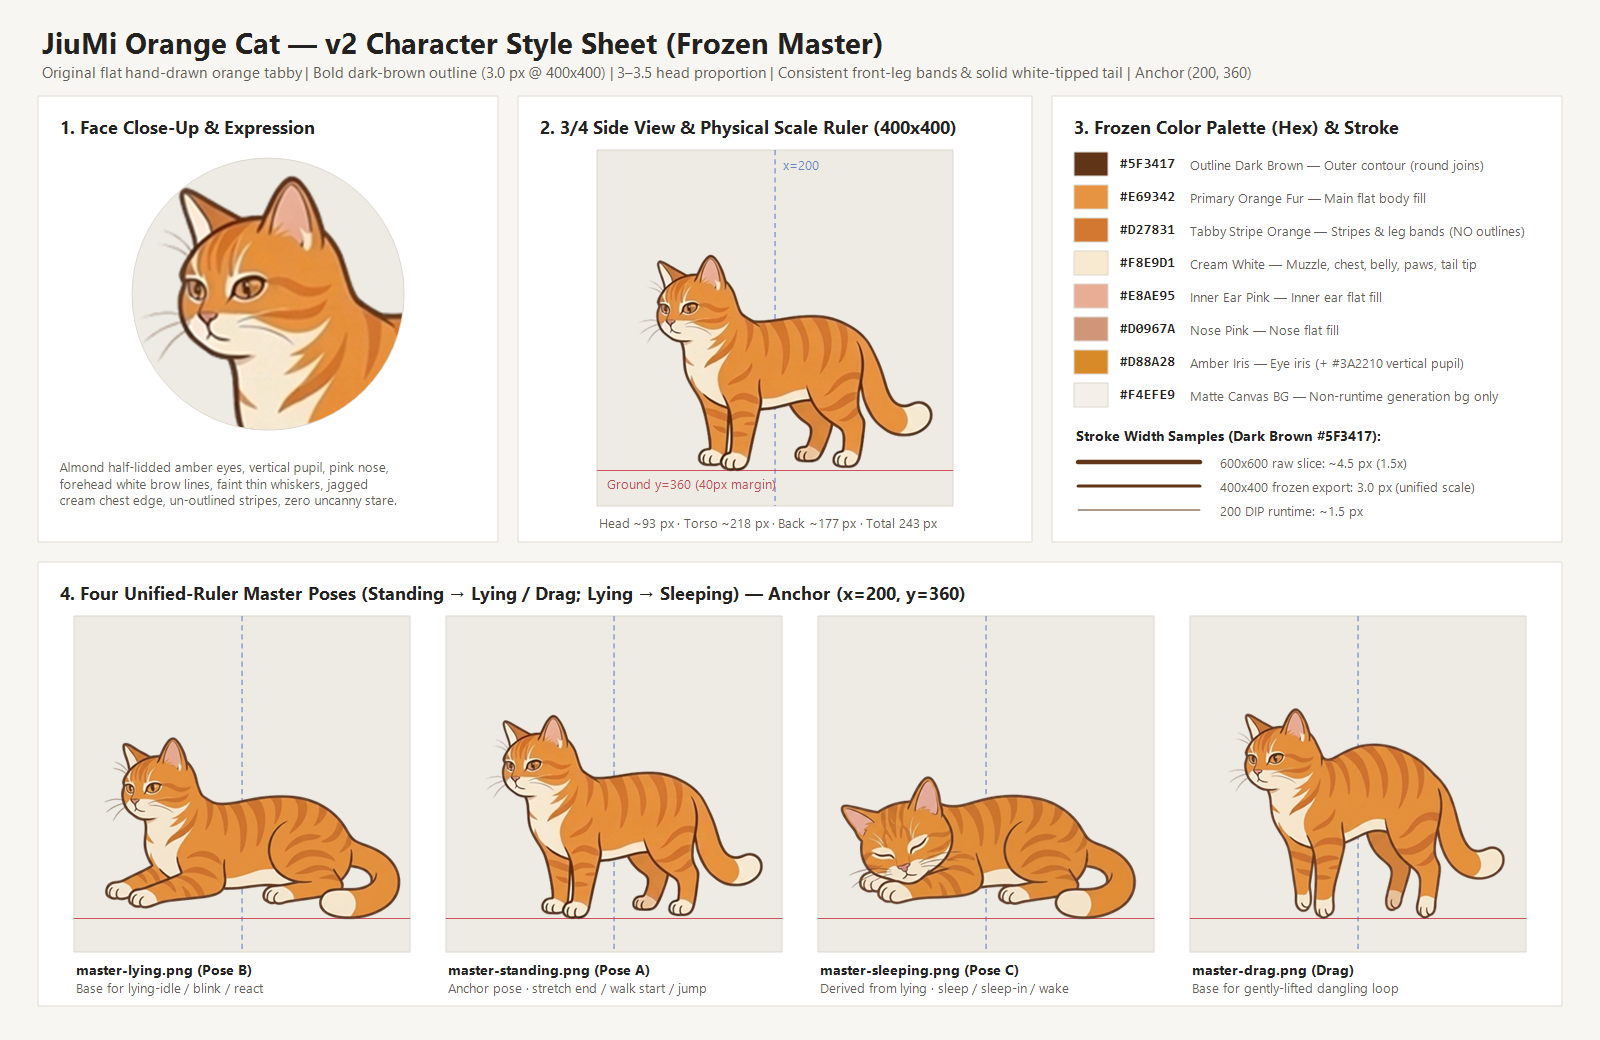 JiuMi Orange Cat — v2 Character Style Sheet (Frozen Master)
Original flat hand-drawn orange tabby | Bold dark-brown outline (3.0 px @ 400x400) | 3–3.5 head proportion | Consistent front-leg bands & solid white-tipped tail | Anchor (200, 360)
1. Face Close-Up & Expression
Almond half-lidded amber eyes, vertical pupil, pink nose,
forehead white brow lines, faint thin whiskers, jagged
cream chest edge, un-outlined stripes, zero uncanny stare.
2. 3/4 Side View & Physical Scale Ruler (400x400)
x=200
Ground y=360 (40px margin)
Head ~93 px · Torso ~218 px · Back ~177 px · Total 243 px
3. Frozen Color Palette (Hex) & Stroke
#5F3417 Outline Dark Brown — Outer contour (round joins)
#E69342 Primary Orange Fur — Main flat body fill
#D27831 Tabby Stripe Orange — Stripes & leg bands (NO outlines)
#F8E9D1 Cream White — Muzzle, chest, belly, paws, tail tip
#E8AE95 Inner Ear Pink — Inner ear flat fill
#D0967A Nose Pink — Nose flat fill
#D88A28 Amber Iris — Eye iris (+ #3A2210 vertical pupil)
#F4EFE9 Matte Canvas BG — Non-runtime generation bg only
Stroke Width Samples (Dark Brown #5F3417):
600x600 raw slice: ~4.5 px (1.5x)
400x400 frozen export: 3.0 px (unified scale)
200 DIP runtime: ~1.5 px
4. Four Unified-Ruler Master Poses (Standing → Lying / Drag; Lying → Sleeping) — Anchor (x=200, y=360)
master-lying.png (Pose B)
Base for lying-idle / blink / react
master-standing.png (Pose A)
Anchor pose · stretch end / walk start / jump
master-sleeping.png (Pose C)
Derived from lying · sleep / sleep-in / wake
master-drag.png (Drag)
Base for gently-lifted dangling loop